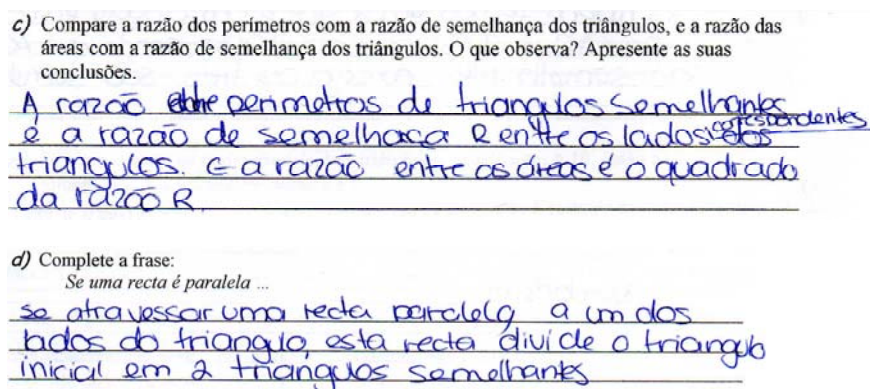 c) Compare a razão dos perímetros com a razão de semelhança dos triângulos, e a razão das
áreas com a razão de semelhança dos triângulos. O que observa? Apresente as suas
conclusões.
A razão entre perimetros de triangulos semelhantes
é a razão de semelhaça R entre os lados correspondentes dos
triangulos. E a razão entre as áreas é o quadrado
da razão R.
d) Complete a frase:
Se uma recta é paralela ...
se atravessar uma recta paralela a um dos
lados do triangulo, esta recta divide o triangulo
inicial em 2 triangulos semelhantes